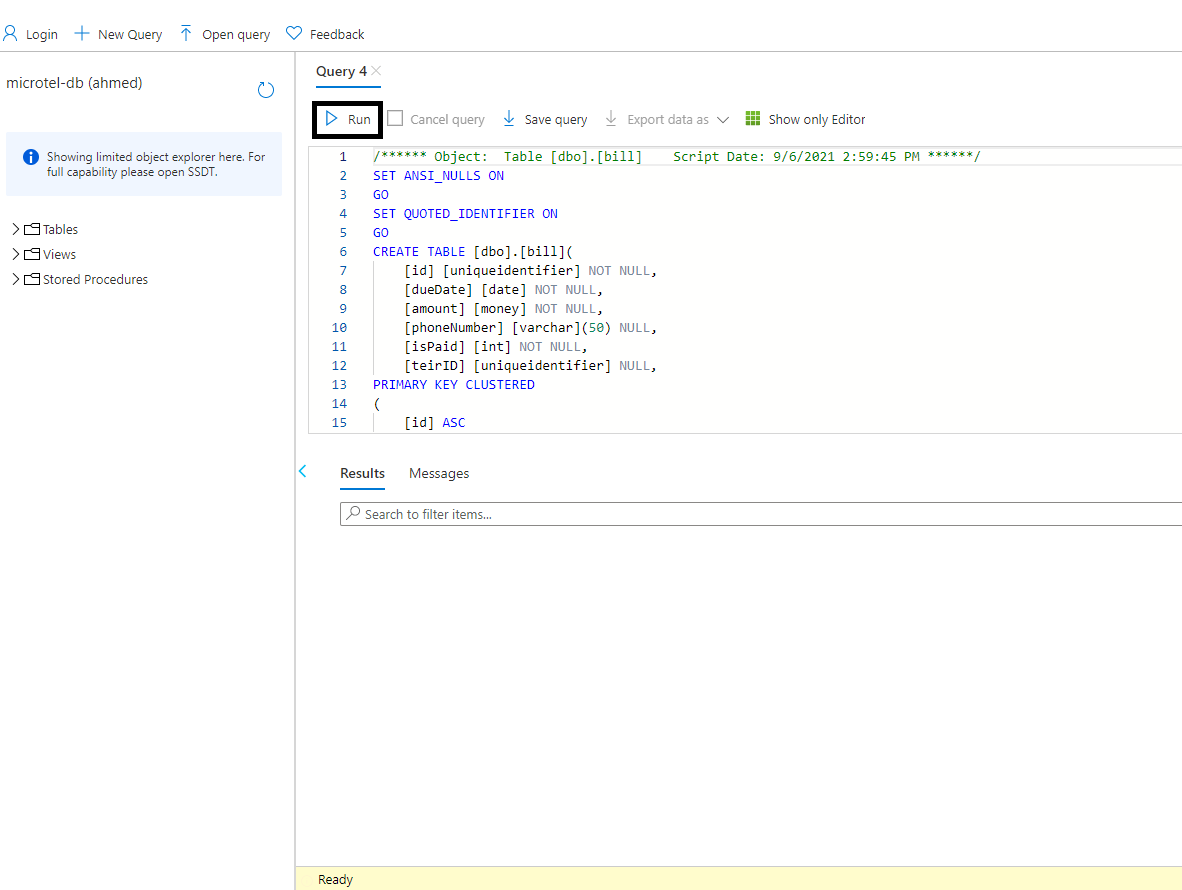 Login New Query Open query Feedback
microtel-db (ahmed)
Showing limited object explorer here. For
full capability please open SSDT.
Tables
Views
Stored Procedures
Query 4
Run Cancel query Save query Export data as Show only Editor
1 /****** Object:  Table [dbo].[bill]    Script Date: 9/6/2021 2:59:45 PM ******/
2 SET ANSI_NULLS ON
3 GO
4 SET QUOTED_IDENTIFIER ON
5 GO
6 CREATE TABLE [dbo].[bill](
7 [id] [uniqueidentifier] NOT NULL,
8 [dueDate] [date] NOT NULL,
9 [amount] [money] NOT NULL,
10 [phoneNumber] [varchar](50) NULL,
11 [isPaid] [int] NOT NULL,
12 [teirID] [uniqueidentifier] NULL,
13 PRIMARY KEY CLUSTERED
14 (
15 [id] ASC
Results Messages
Search to filter items...
Ready